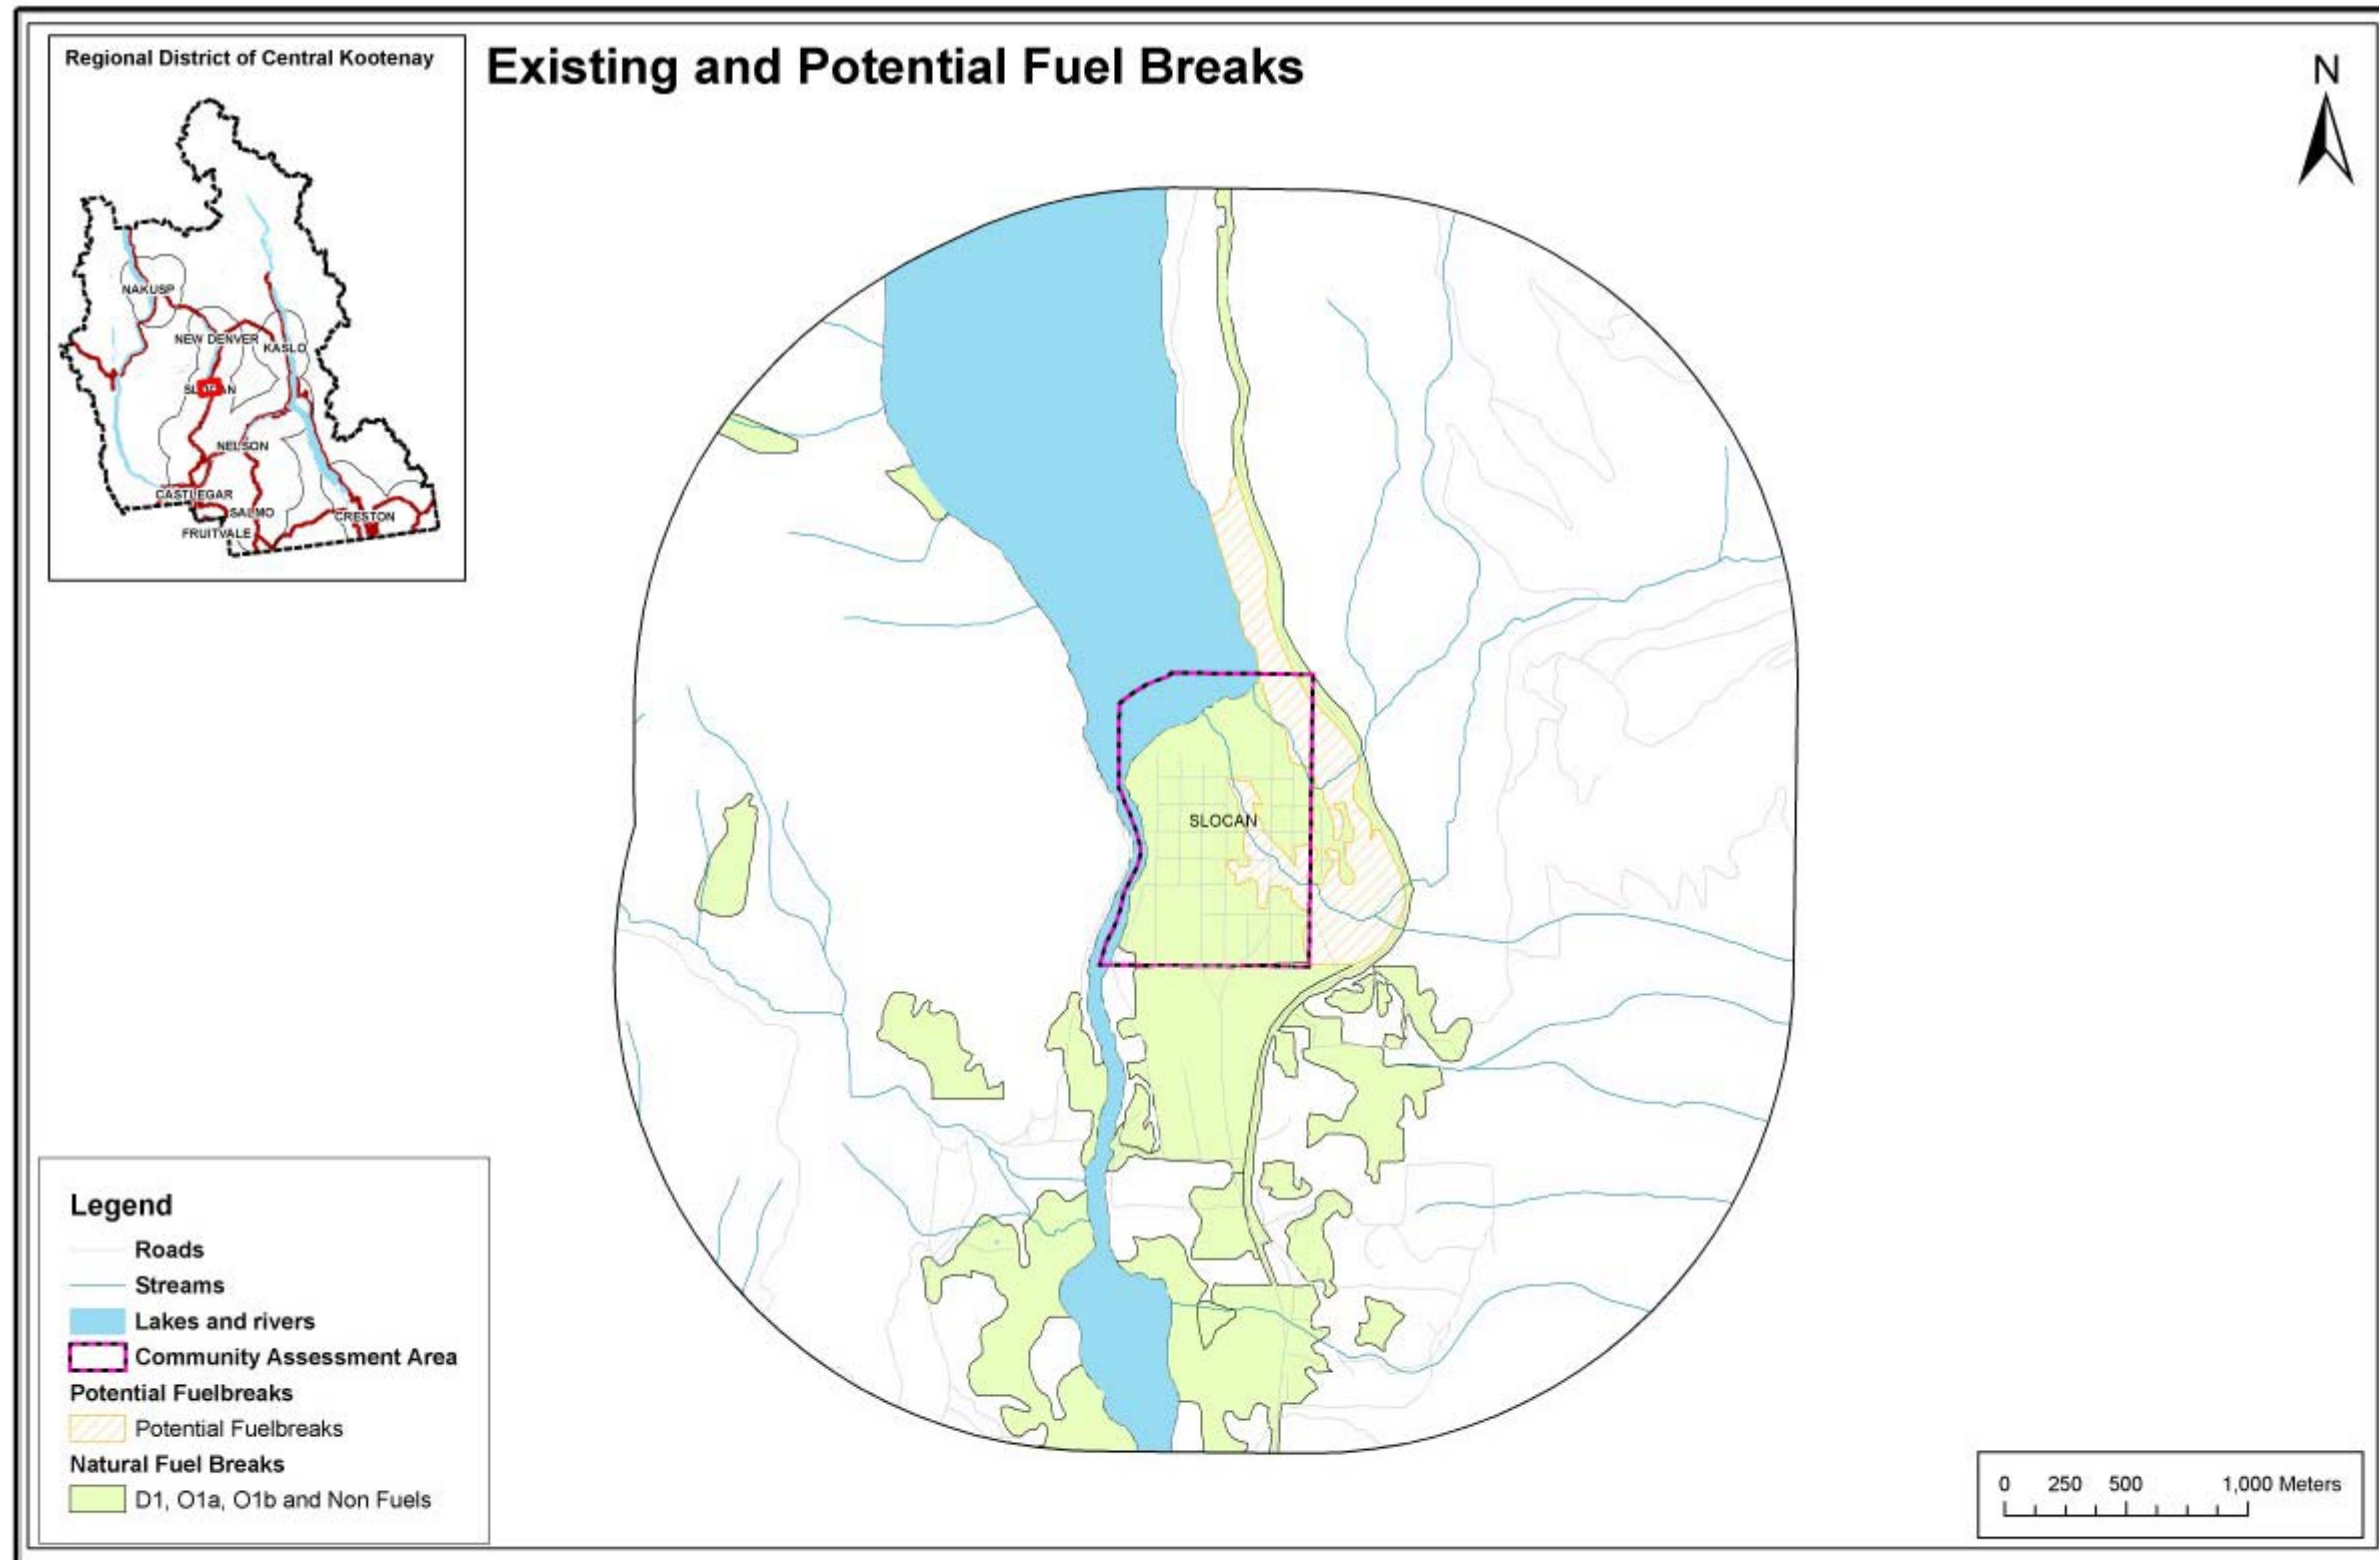 Regional District of Central Kootenay
Existing and Potential Fuel Breaks
N
NAKUSP
NEW DENVER
KASLO
NELSON
CASTLEGAR
SALMO
CRESTON
FRUITVALE
SLOCAN
Legend
Roads
Streams
Lakes and rivers
Community Assessment Area
Potential Fuelbreaks
Potential Fuelbreaks
Natural Fuel Breaks
D1, O1a, O1b and Non Fuels
0 250 500 1,000 Meters